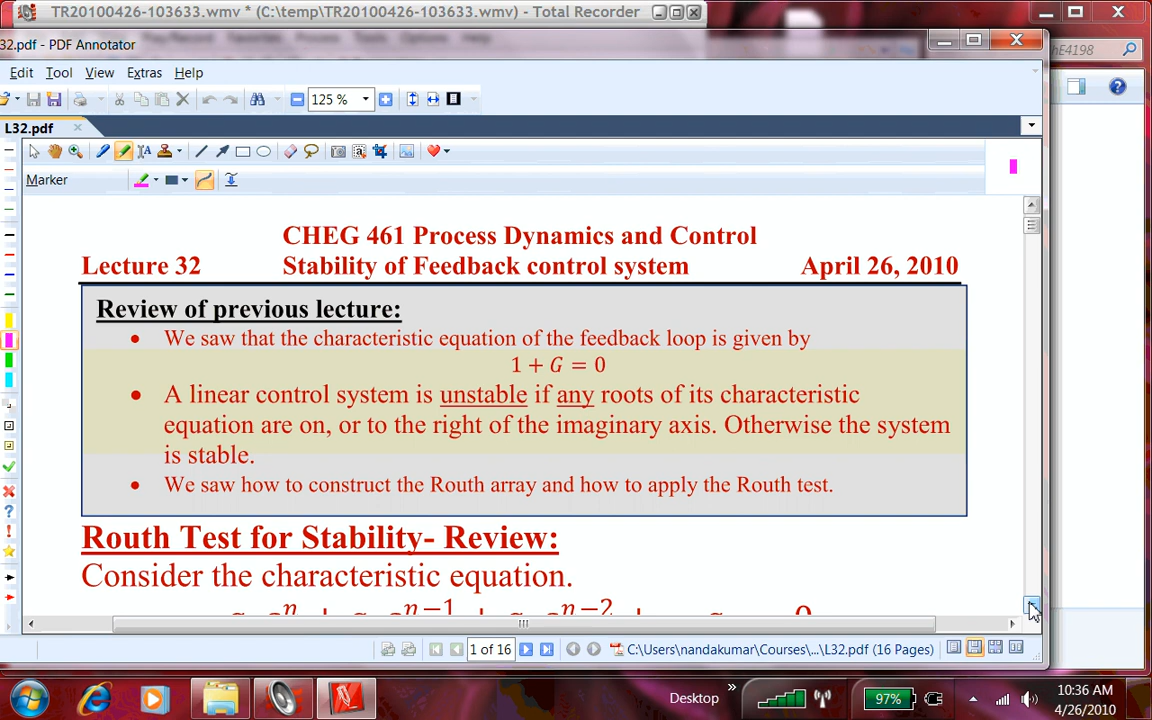 TR20100426-103633.wmv * (C:\temp\TR20100426-103633.wmv) - Total Recorder
32.pdf - PDF Annotator
hE4198
Edit Tool View Extras Help
125 %
L32.pdf
Marker
CHEG 461 Process Dynamics and Control
Lecture 32 Stability of Feedback control system April 26, 2010
Review of previous lecture:
• We saw that the characteristic equation of the feedback loop is given by
1 + G = 0
• A linear control system is unstable if any roots of its characteristic
equation are on, or to the right of the imaginary axis. Otherwise the system
is stable.
• We saw how to construct the Routh array and how to apply the Routh test.
Routh Test for Stability- Review:
Consider the characteristic equation.
1 of 16
C:\Users\nandakumar\Courses\...\L32.pdf (16 Pages)
Desktop
97%
10:36 AM
4/26/2010